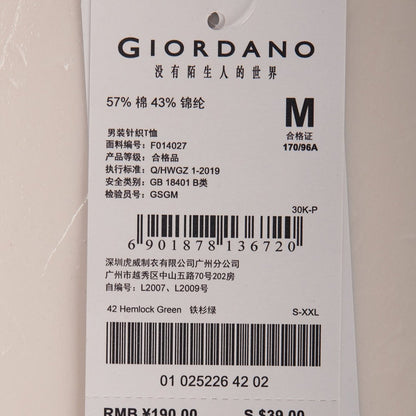 GIORDANO
没有陌生人的世界
57% 棉 43% 锦纶
M
合格证
170/96A
男装针织T恤
面料编号：F014027
产品等级：合格品
执行标准：Q/HWGZ 1-2019
安全类别：GB 18401 B类
检验员号：GSGM
30K-P
6 901878 136720
深圳虎威制衣有限公司广州分公司
广州市越秀区中山五路70号202房
自编号：L2007、L2009号
42 Hemlock Green 铁杉绿
S-XXL
01 025226 42 02
RMB ¥190.00 S $39.00